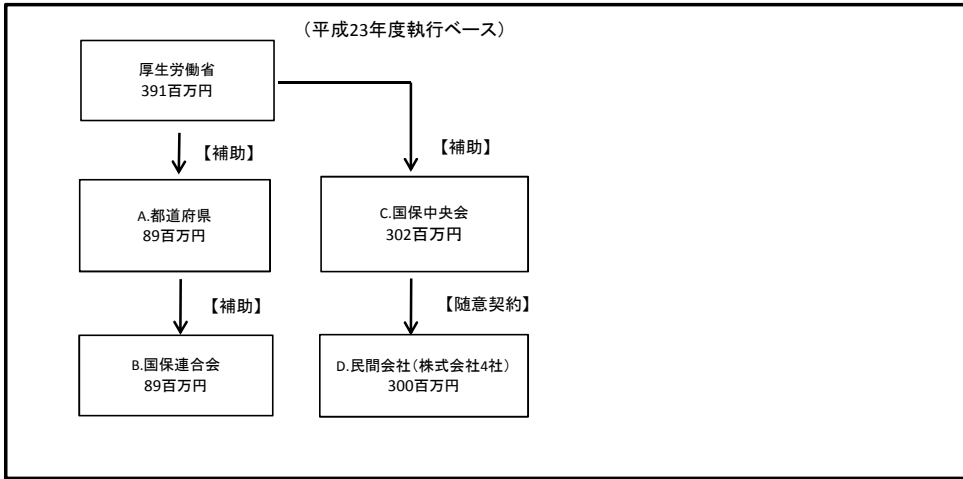 （平成23年度執行ベース）
厚生労働省
391百万円
【補助】
【補助】
A.都道府県
89百万円
C.国保中央会
302百万円
【補助】
【随意契約】
B.国保連合会
89百万円
D.民間会社（株式会社4社）
300百万円